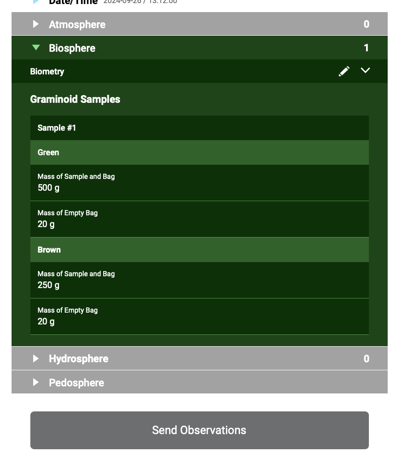 Date/Time 2024-09-26 / 13:12:00
Atmosphere 0
Biosphere 1
Biometry
Graminoid Samples
Sample #1
Green
Mass of Sample and Bag
500 g
Mass of Empty Bag
20 g
Brown
Mass of Sample and Bag
250 g
Mass of Empty Bag
20 g
Hydrosphere 0
Pedosphere
Send Observations